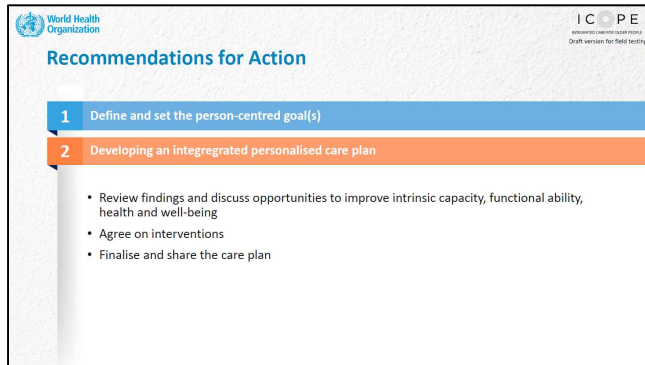 World Health
Organization
ICOPE
INTEGRATED CARE FOR OLDER PEOPLE
Draft version for field testing
Recommendations for Action
1 Define and set the person-centred goal(s)
2 Developing an integregrated personalised care plan
• Review findings and discuss opportunities to improve intrinsic capacity, functional ability,
health and well-being
• Agree on interventions
• Finalise and share the care plan